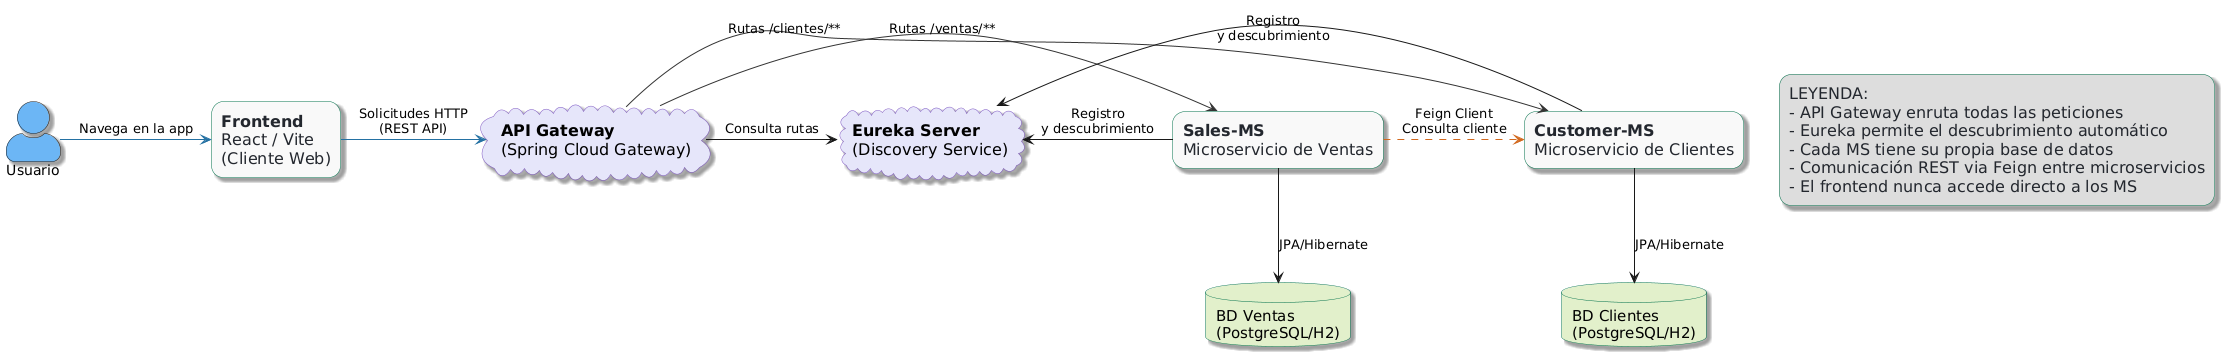 Usuario
Navega en la app
Frontend
React / Vite
(Cliente Web)
Solicitudes HTTP
(REST API)
API Gateway
(Spring Cloud Gateway)
Rutas /clientes/**
Rutas /ventas/**
Consulta rutas
Eureka Server
(Discovery Service)
Registro
y descubrimiento
Registro
y descubrimiento
Sales-MS
Microservicio de Ventas
Feign Client
Consulta cliente
Customer-MS
Microservicio de Clientes
JPA/Hibernate
JPA/Hibernate
BD Ventas
(PostgreSQL/H2)
BD Clientes
(PostgreSQL/H2)
LEYENDA:
- API Gateway enruta todas las peticiones
- Eureka permite el descubrimiento automático
- Cada MS tiene su propia base de datos
- Comunicación REST via Feign entre microservicios
- El frontend nunca accede directo a los MS